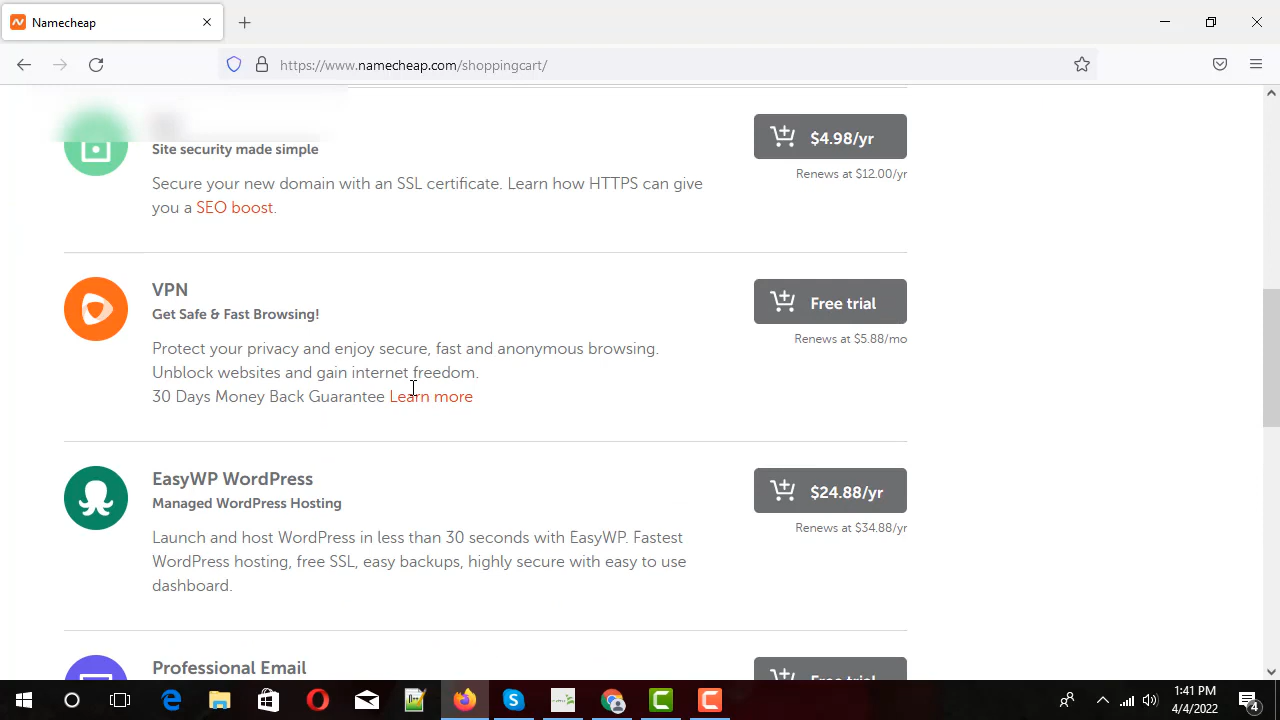 Namecheap
https://www.namecheap.com/shoppingcart/
Site security made simple
$4.98/yr
Renews at $12.00/yr
Secure your new domain with an SSL certificate. Learn how HTTPS can give
you a SEO boost.
VPN
Get Safe & Fast Browsing!
Free trial
Renews at $5.88/mo
Protect your privacy and enjoy secure, fast and anonymous browsing.
Unblock websites and gain internet freedom.
30 Days Money Back Guarantee Learn more
EasyWP WordPress
Managed WordPress Hosting
$24.88/yr
Renews at $34.88/yr
Launch and host WordPress in less than 30 seconds with EasyWP. Fastest
WordPress hosting, free SSL, easy backups, highly secure with easy to use
dashboard.
Professional Email
Free trial
1:41 PM
4/4/2022
4